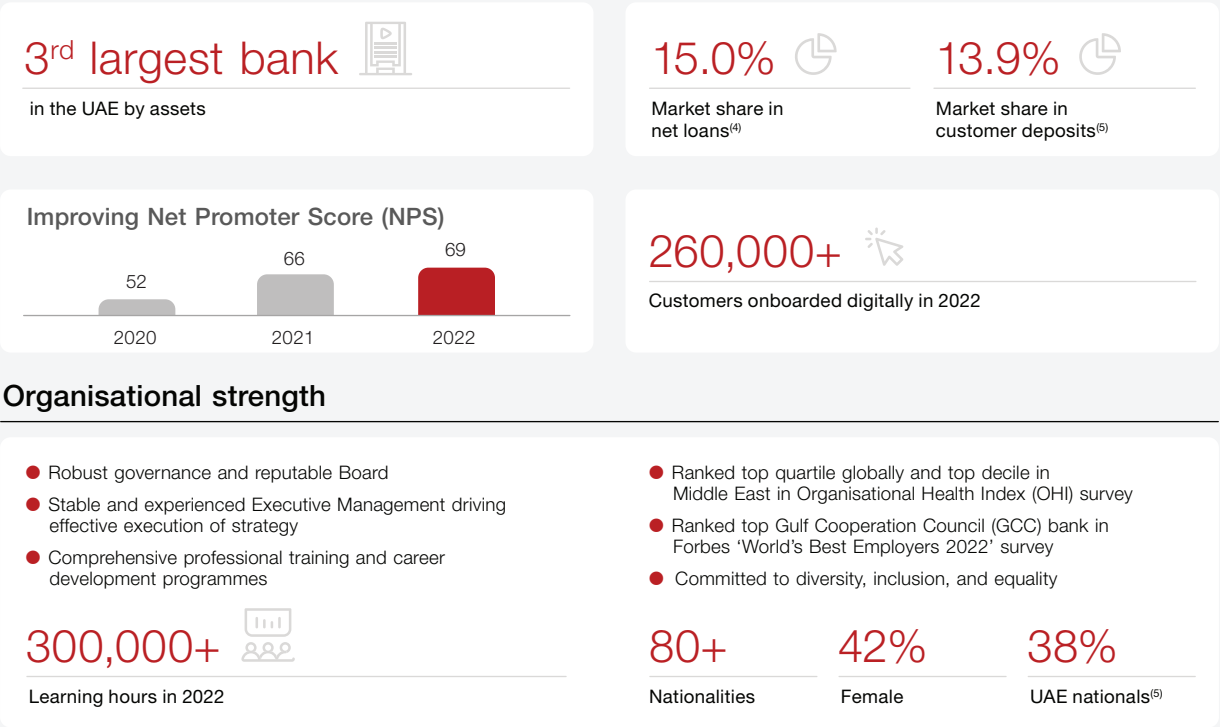 3rd largest bank
in the UAE by assets
15.0%
Market share in
net loans(4)
13.9%
Market share in
customer deposits(5)
Improving Net Promoter Score (NPS)
52
66
69
2020
2021
2022
260,000+
Customers onboarded digitally in 2022
Organisational strength
Robust governance and reputable Board
Stable and experienced Executive Management driving
effective execution of strategy
Comprehensive professional training and career
development programmes
300,000+
Learning hours in 2022
Ranked top quartile globally and top decile in
Middle East in Organisational Health Index (OHI) survey
Ranked top Gulf Cooperation Council (GCC) bank in
Forbes ‘World’s Best Employers 2022’ survey
Committed to diversity, inclusion, and equality
80+
Nationalities
42%
Female
38%
UAE nationals(5)